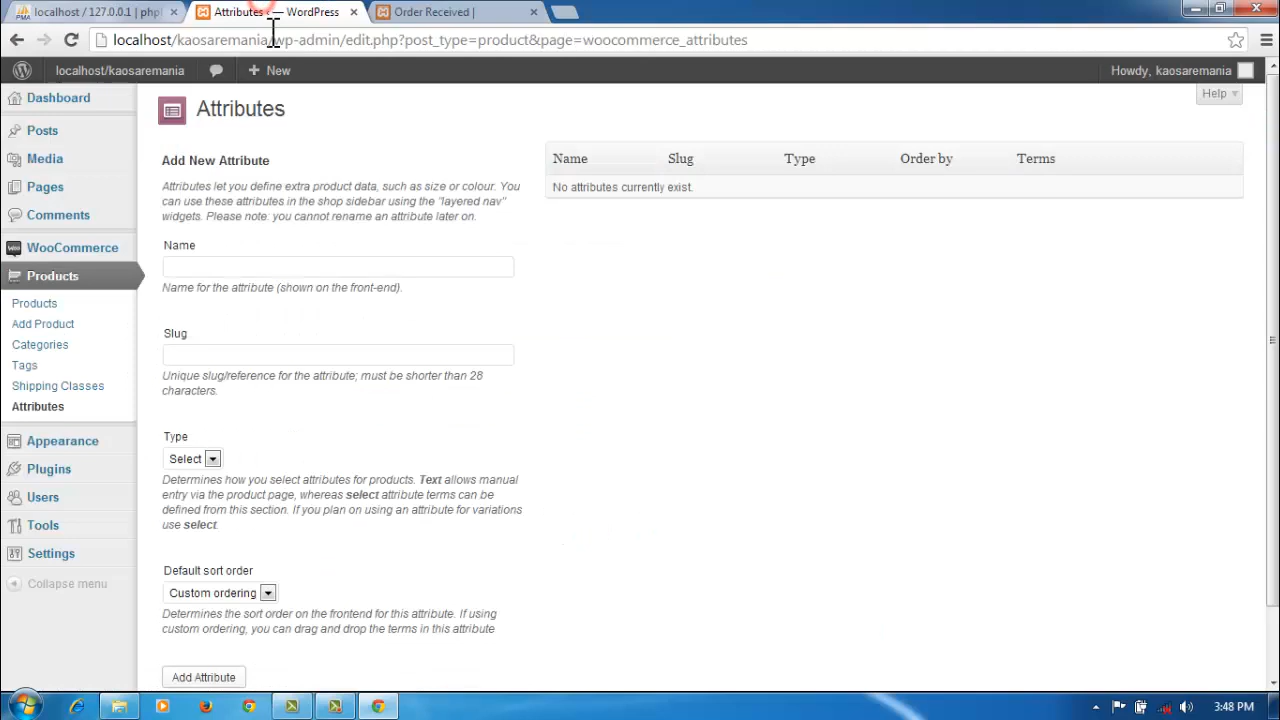 localhost / 127.0.0.1 | phpl
Attributes ‹ — WordPress
Order Received |
localhost/kaosaremania/wp-admin/edit.php?post_type=product&page=woocommerce_attributes
localhost/kaosaremania
New
Howdy, kaosaremania
Help
Dashboard
Posts
Media
Pages
Comments
WooCommerce
Products
Products
Add Product
Categories
Tags
Shipping Classes
Attributes
Appearance
Plugins
Users
Tools
Settings
Collapse menu
Attributes
Add New Attribute
Attributes let you define extra product data, such as size or colour. You
can use these attributes in the shop sidebar using the "layered nav"
widgets. Please note: you cannot rename an attribute later on.
Name
Name for the attribute (shown on the front-end).
Slug
Unique slug/reference for the attribute; must be shorter than 28
characters.
Type
Select
Determines how you select attributes for products. Text allows manual
entry via the product page, whereas select attribute terms can be
defined from this section. If you plan on using an attribute for variations
use select.
Default sort order
Custom ordering
Determines the sort order on the frontend for this attribute. If using
custom ordering, you can drag and drop the terms in this attribute
Add Attribute
Name Slug Type Order by Terms
No attributes currently exist.
3:48 PM